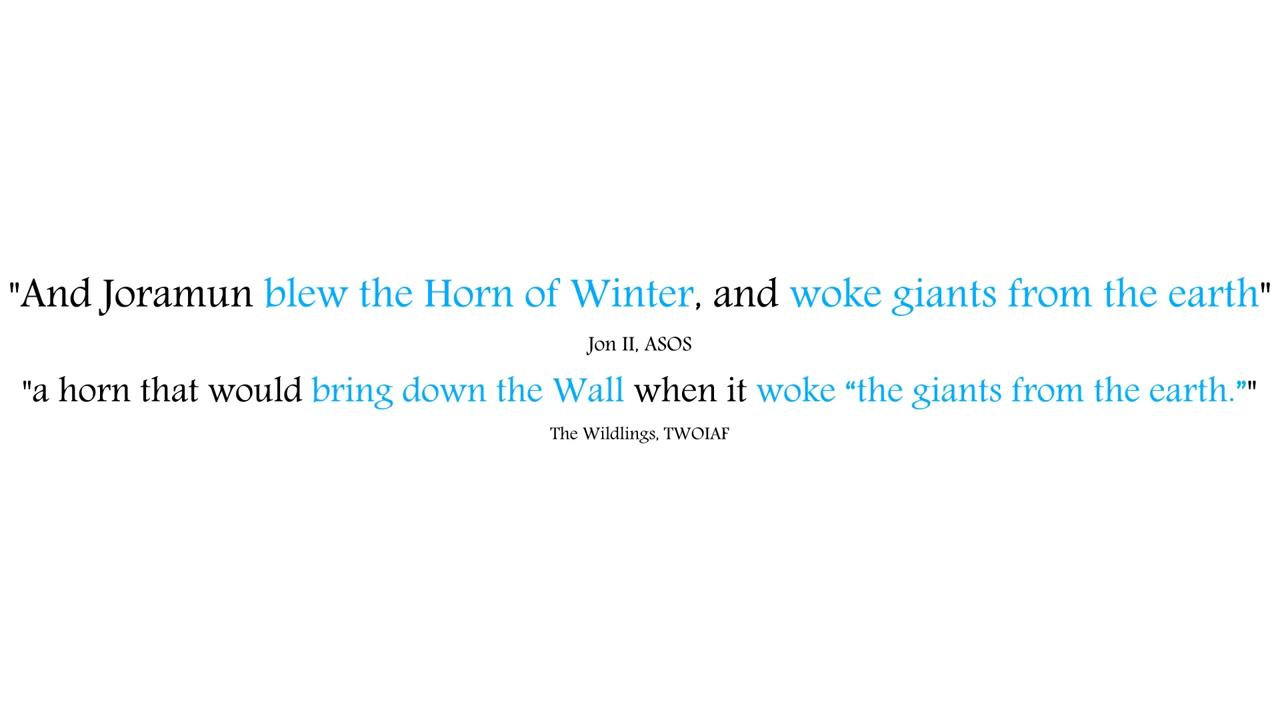 "And Joramun blew the Horn of Winter, and woke giants from the earth"
Jon II, ASOS
"a horn that would bring down the Wall when it woke “the giants from the earth.”"
The Wildlings, TWOIAF